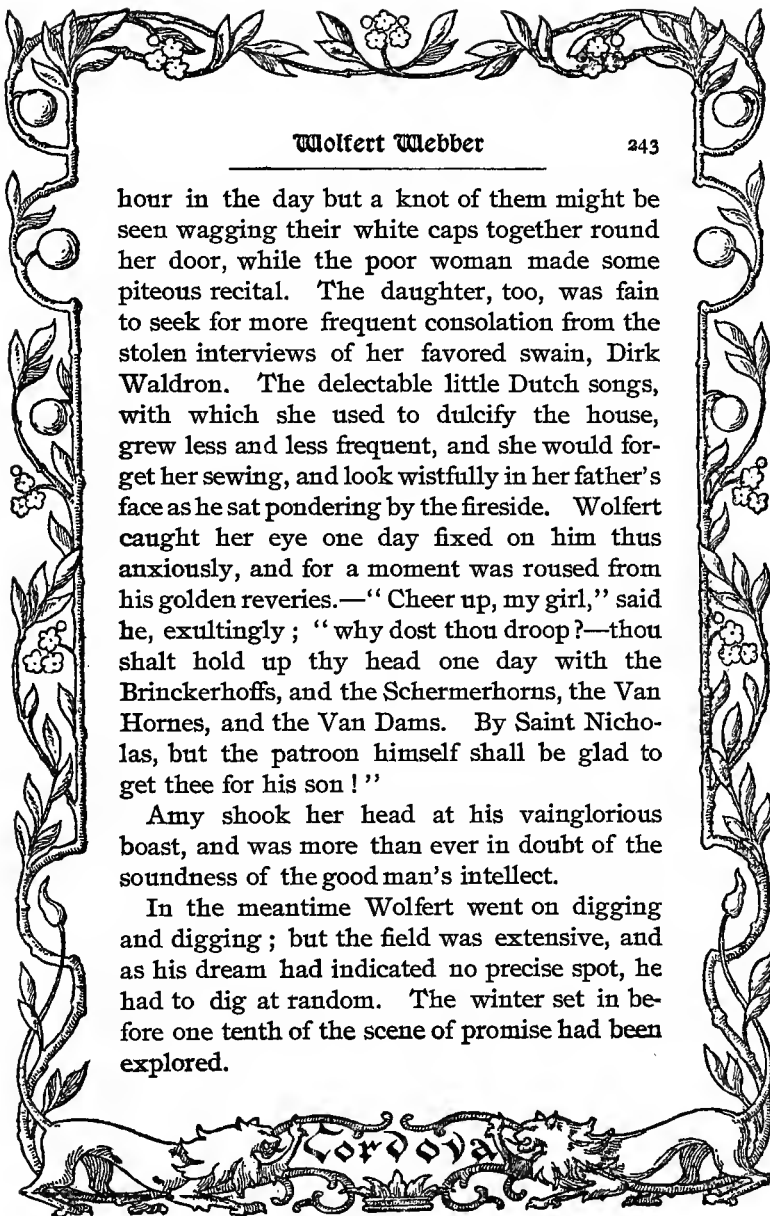 Wolfert Webber 243
hour in the day but a knot of them might be
seen wagging their white caps together round
her door, while the poor woman made some
piteous recital. The daughter, too, was fain
to seek for more frequent consolation from the
stolen interviews of her favored swain, Dirk
Waldron. The delectable little Dutch songs,
with which she used to dulcify the house,
grew less and less frequent, and she would for-
get her sewing, and look wistfully in her father's
face as he sat pondering by the fireside. Wolfert
caught her eye one day fixed on him thus
anxiously, and for a moment was roused from
his golden reveries.—“ Cheer up, my girl,” said
he, exultingly ; “ why dost thou droop ?—thou
shalt hold up thy head one day with the
Brinckerhoffs, and the Schermerhorns, the Van
Hornes, and the Van Dams. By Saint Nicho-
las, but the patroon himself shall be glad to
get thee for his son ! ”
Amy shook her head at his vainglorious
boast, and was more than ever in doubt of the
soundness of the good man's intellect.
In the meantime Wolfert went on digging
and digging ; but the field was extensive, and
as his dream had indicated no precise spot, he
had to dig at random. The winter set in be-
fore one tenth of the scene of promise had been
explored.
Cordova